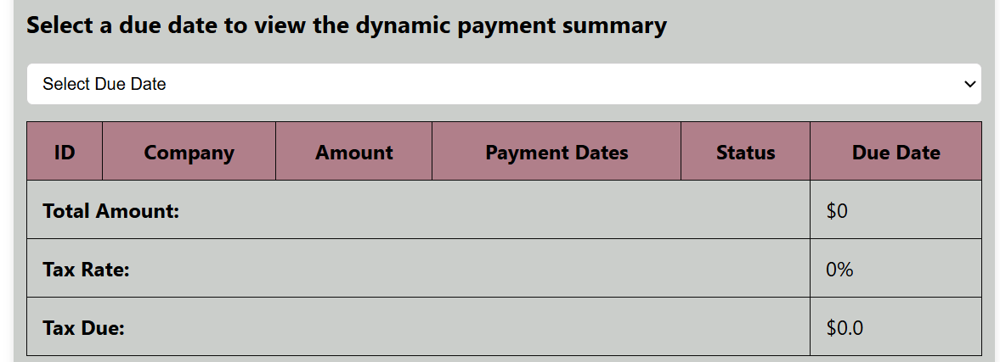 Select a due date to view the dynamic payment summary
Select Due Date
ID Company Amount Payment Dates Status Due Date
Total Amount: $0
Tax Rate: 0%
Tax Due: $0.0